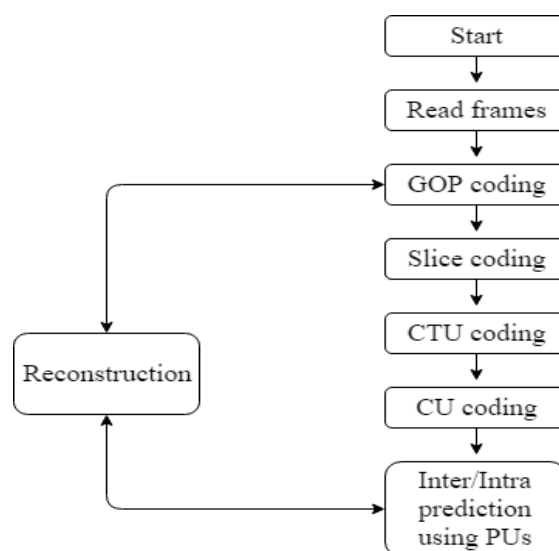 Start
Read frames
GOP coding
Slice coding
CTU coding
CU coding
Inter/Intra
prediction
using PUs
Reconstruction